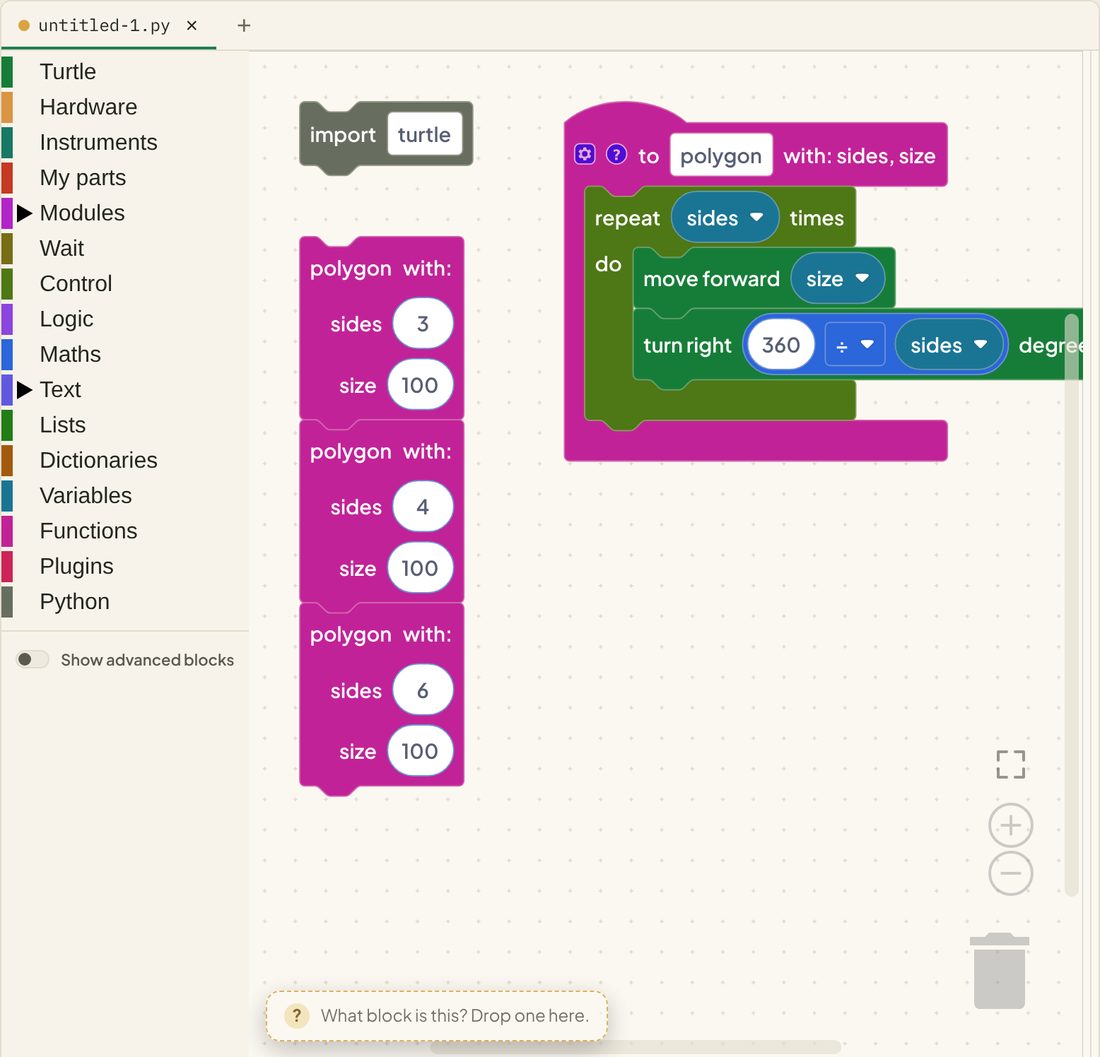 untitled-1.py × +
Turtle
Hardware
Instruments
My parts
Modules
Wait
Control
Logic
Maths
Text
Lists
Dictionaries
Variables
Functions
Plugins
Python
Show advanced blocks
import turtle
polygon with:
sides 3
size 100
polygon with:
sides 4
size 100
polygon with:
sides 6
size 100
? to polygon with: sides, size
repeat sides times
do
move forward size
turn right 360 ÷ sides degree
? What block is this? Drop one here.